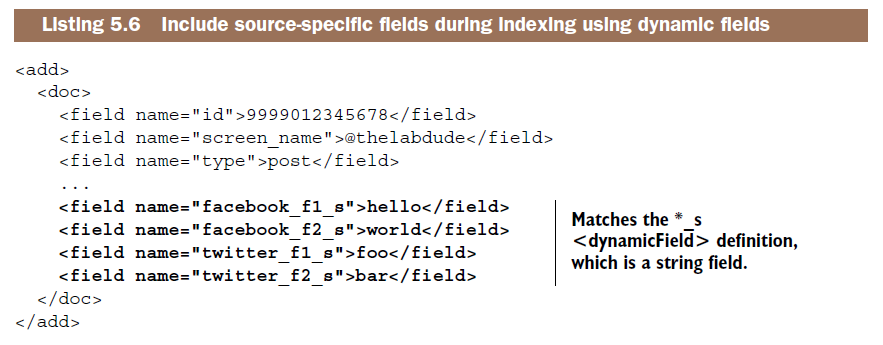 Listing 5.6 Include source-specific fields during indexing using dynamic fields
<add>
<doc>
<field name="id">9999012345678</field>
<field name="screen_name">@thelabdude</field>
<field name="type">post</field>
...
<field name="facebook_f1_s">hello</field>
<field name="facebook_f2_s">world</field>
<field name="twitter_f1_s">foo</field>
<field name="twitter_f2_s">bar</field>
</doc>
</add>
Matches the *_s
<dynamicField> definition,
which is a string field.